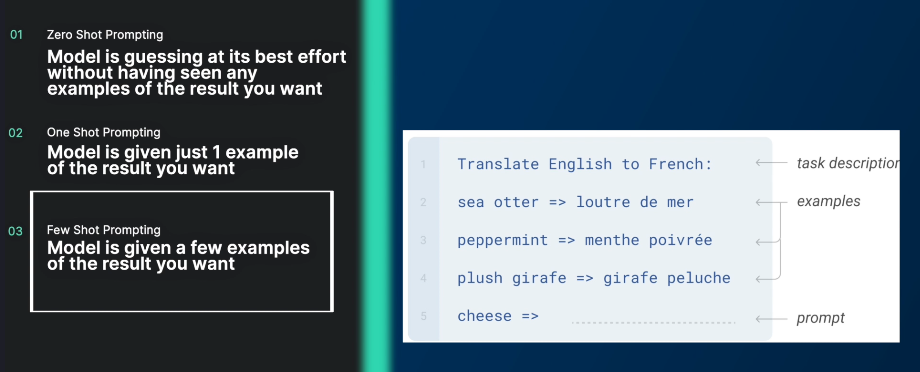 01 Zero Shot Prompting
Model is guessing at its best effort
without having seen any
examples of the result you want
02 One Shot Prompting
Model is given just 1 example
of the result you want
03 Few Shot Prompting
Model is given a few examples
of the result you want
1 Translate English to French: task description
2 sea otter => loutre de mer examples
3 peppermint => menthe poivrée
4 plush girafe => girafe peluche
5 cheese => prompt